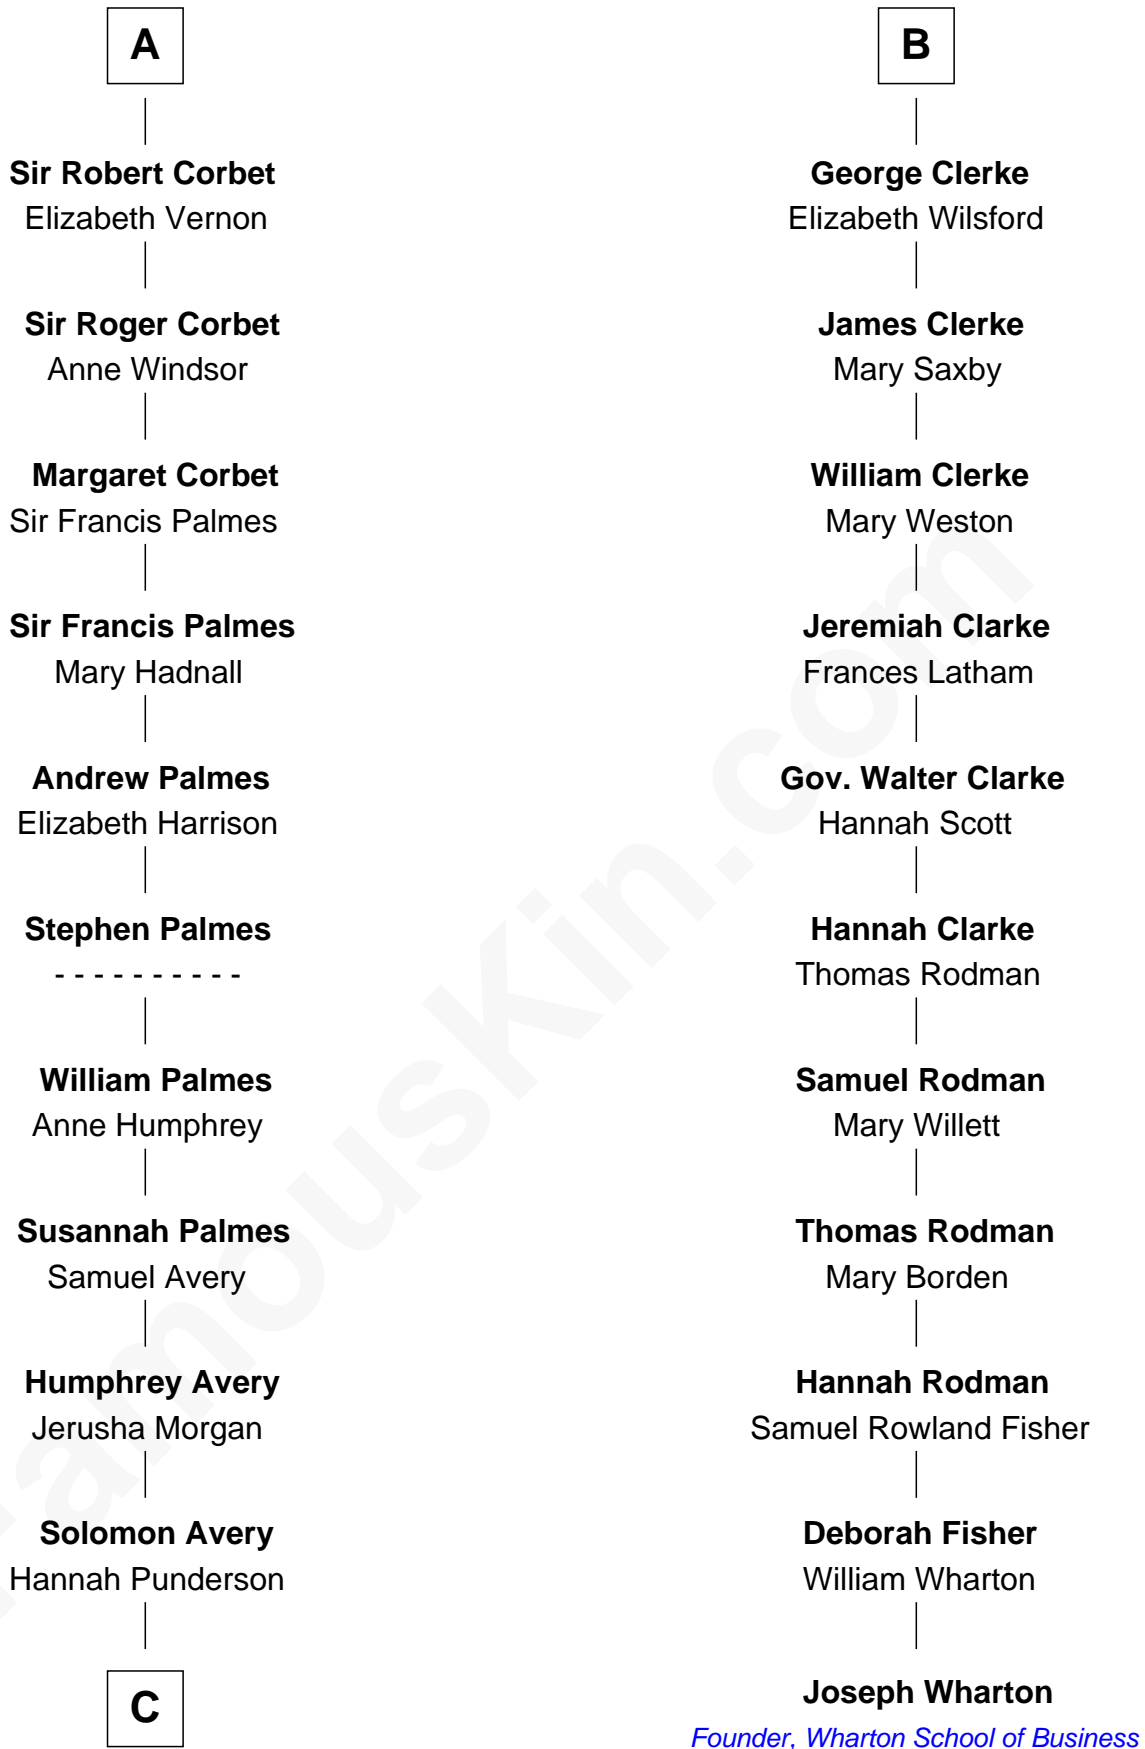 A
Sir Robert Corbet
Elizabeth Vernon
Sir Roger Corbet
Anne Windsor
Margaret Corbet
Sir Francis Palmes
Sir Francis Palmes
Mary Hadnall
Andrew Palmes
Elizabeth Harrison
Stephen Palmes
- - - - - - - - - -
William Palmes
Anne Humphrey
Susannah Palmes
Samuel Avery
Humphrey Avery
Jerusha Morgan
Solomon Avery
Hannah Punderson
C
B
George Clerke
Elizabeth Wilsford
James Clerke
Mary Saxby
William Clerke
Mary Weston
Jeremiah Clarke
Frances Latham
Gov. Walter Clarke
Hannah Scott
Hannah Clarke
Thomas Rodman
Samuel Rodman
Mary Willett
Thomas Rodman
Mary Borden
Hannah Rodman
Samuel Rowland Fisher
Deborah Fisher
William Wharton
Joseph Wharton
Founder, Wharton School of Business
FamousKin.com